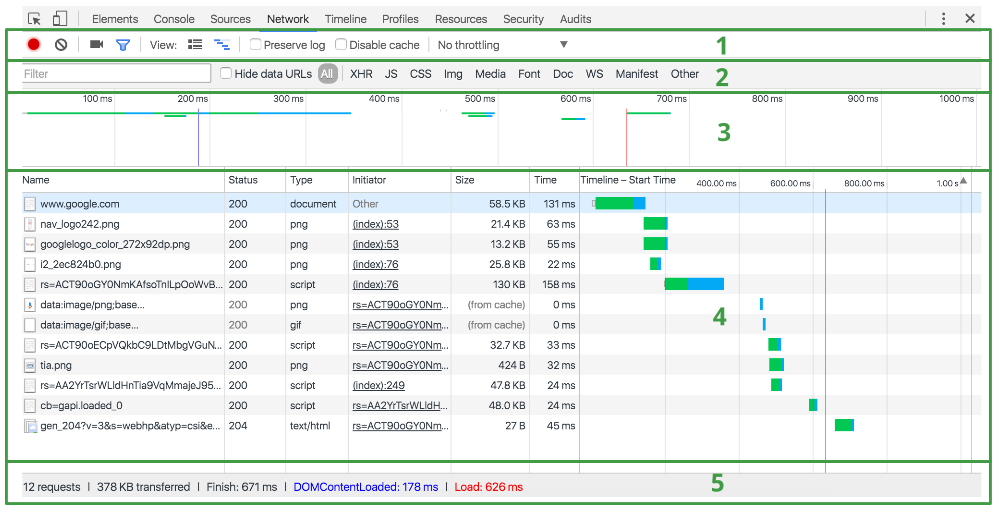 Elements Console Sources Network Timeline Profiles Resources Security Audits
View: Preserve log Disable cache No throttling 1
Filter Hide data URLs All XHR JS CSS Img Media Font Doc WS Manifest Other 2
100 ms 200 ms 300 ms 400 ms 500 ms 600 ms 700 ms 800 ms 900 ms 1000 ms
3
Name Status Type Initiator Size Time Timeline – Start Time 400.00 ms 600.00 ms 800.00 ms 1.00 s
www.google.com 200 document Other 58.5 KB 131 ms
nav_logo242.png 200 png (index):53 21.4 KB 63 ms
googlelogo_color_272x92dp.png 200 png (index):53 13.2 KB 55 ms
i2_2ec824b0.png 200 png (index):76 25.8 KB 22 ms
rs=ACT90oGY0NmKAfsoTnlLpOoWvB... 200 script (index):76 130 KB 158 ms
data:image/png;base... 200 png rs=ACT90oGY0Nm... (from cache) 0 ms
4
data:image/gif;base... 200 gif rs=ACT90oGY0Nm... (from cache) 0 ms
rs=ACT90oECpVQkbC9LDtMbgVGuN... 200 script rs=ACT90oGY0Nm... 32.7 KB 33 ms
tia.png 200 png rs=ACT90oGY0Nm... 424 B 32 ms
rs=AA2YrTsrWLldHnTia9VqMmajeJ95... 200 script (index):249 47.8 KB 24 ms
cb=gapi.loaded_0 200 script rs=AA2YrTsrWLldH... 48.0 KB 24 ms
gen_204?v=3&s=webhp&atyp=csi&e... 204 text/html rs=ACT90oGY0Nm... 27 B 45 ms
12 requests | 378 KB transferred | Finish: 671 ms | DOMContentLoaded: 178 ms | Load: 626 ms 5